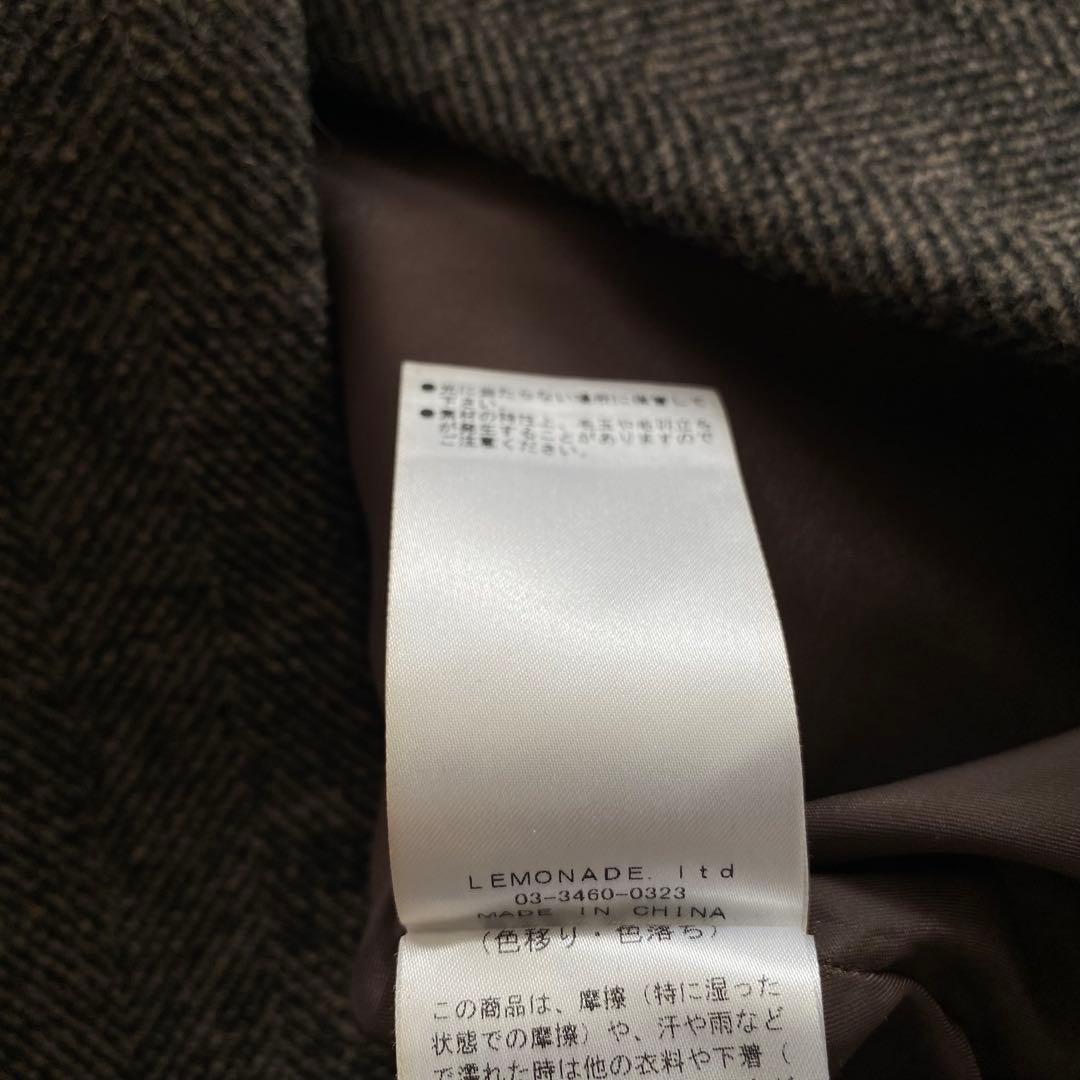 ●光に当たらない場所に保管して
下さい。
●素材の特性上、毛玉や毛羽立ち
が発生することがありますので
ご注意ください。
LEMONADE. ltd
03-3460-0323
MADE IN CHINA
(色移り・色落ち)
この商品は、摩擦(特に湿った
状態での摩擦)や、汗や雨など
で濡れた時は他の衣料や下着(